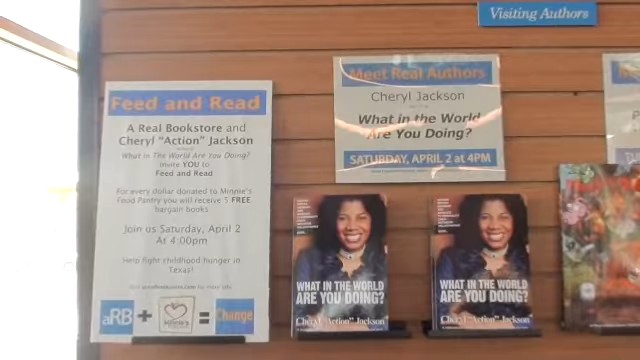 Visiting Authors
Feed and Read
A Real Bookstore and
Cheryl "Action" Jackson
What in The World Are You Doing?
invite YOU to
Feed and Read
For every dollar donated to Minnie's
Food Pantry you will receive 5 FREE
bargain books
Join us Saturday, April 2
At 4:00pm
Help fight childhood hunger in
Texas!
aRB + = Change
Meet Real Authors
Cheryl Jackson
What in the World
Are You Doing?
SATURDAY, APRIL 2 at 4PM
WHAT IN THE WORLD
ARE YOU DOING?
Cheryl "Action" Jackson
WHAT IN THE WORLD
ARE YOU DOING?
Cheryl "Action" Jackson